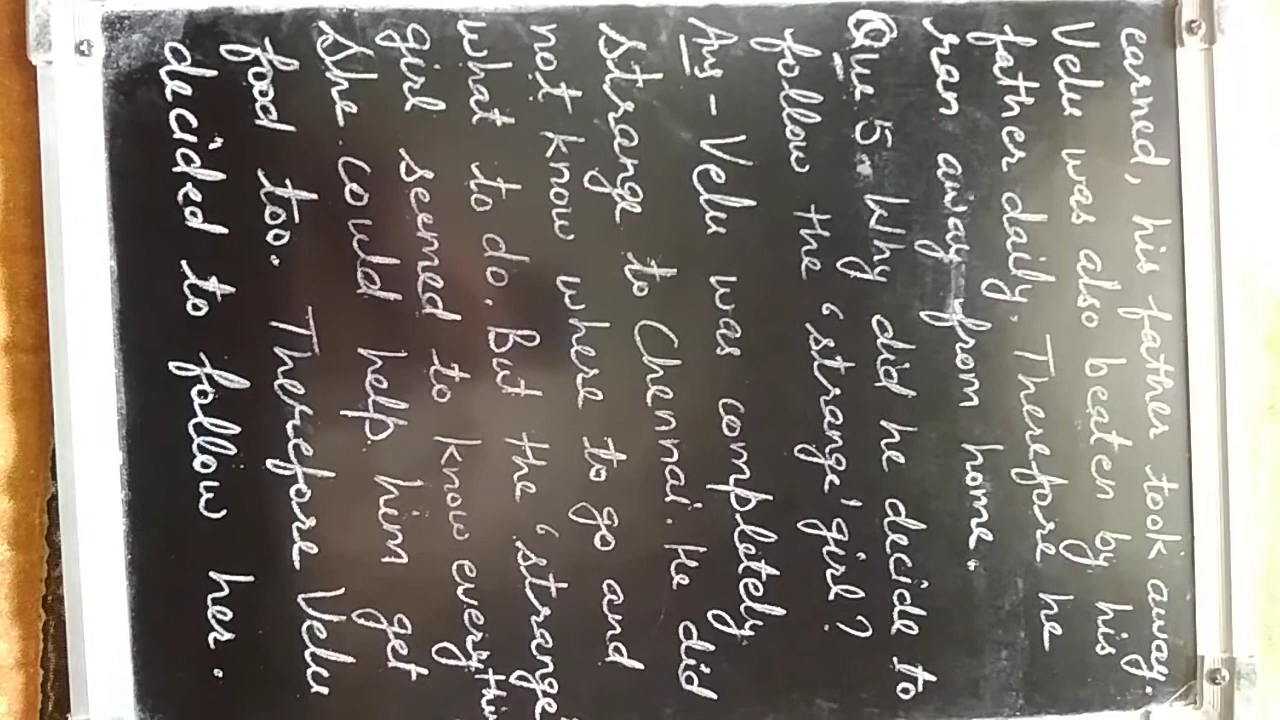 earned, his father took away.
Velu was also beaten by his
father daily. Therefore he
ran away from home.
Que 5. Why did he decide to
follow the 'strange' girl?
Ans - Velu was completely
strange to Chennai. He did
not know where to go and
what to do. But the 'strange'
girl seemed to know everythin
She could help him get
food too. Therefore Velu
decided to follow her.